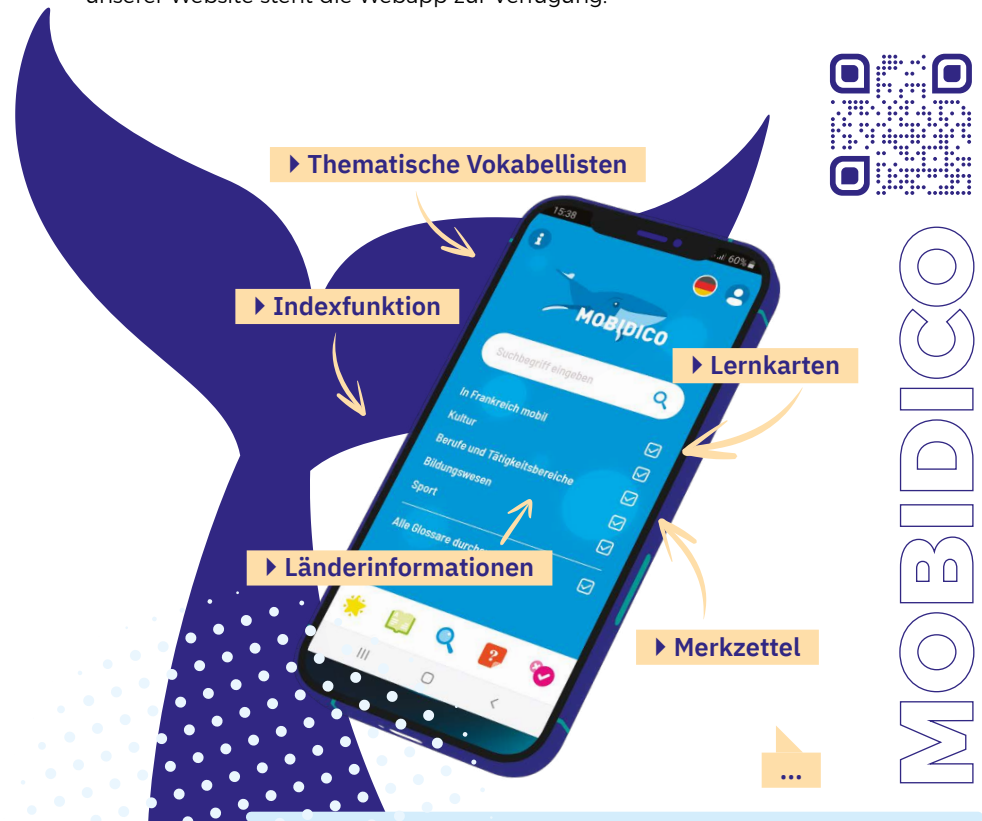 unserer Website steht die Webapp zur Verfügung.
Thematische Vokabellisten
Indexfunktion
Lernkarten
Länderinformationen
Merkzettel
...
15:38
60%
i
MOBIDICO
Suchbegriff eingeben
In Frankreich mobil
Kultur
Berufe und Tätigkeitsbereiche
Bildungswesen
Sport
Alle Glossare
?
MOBIDICO